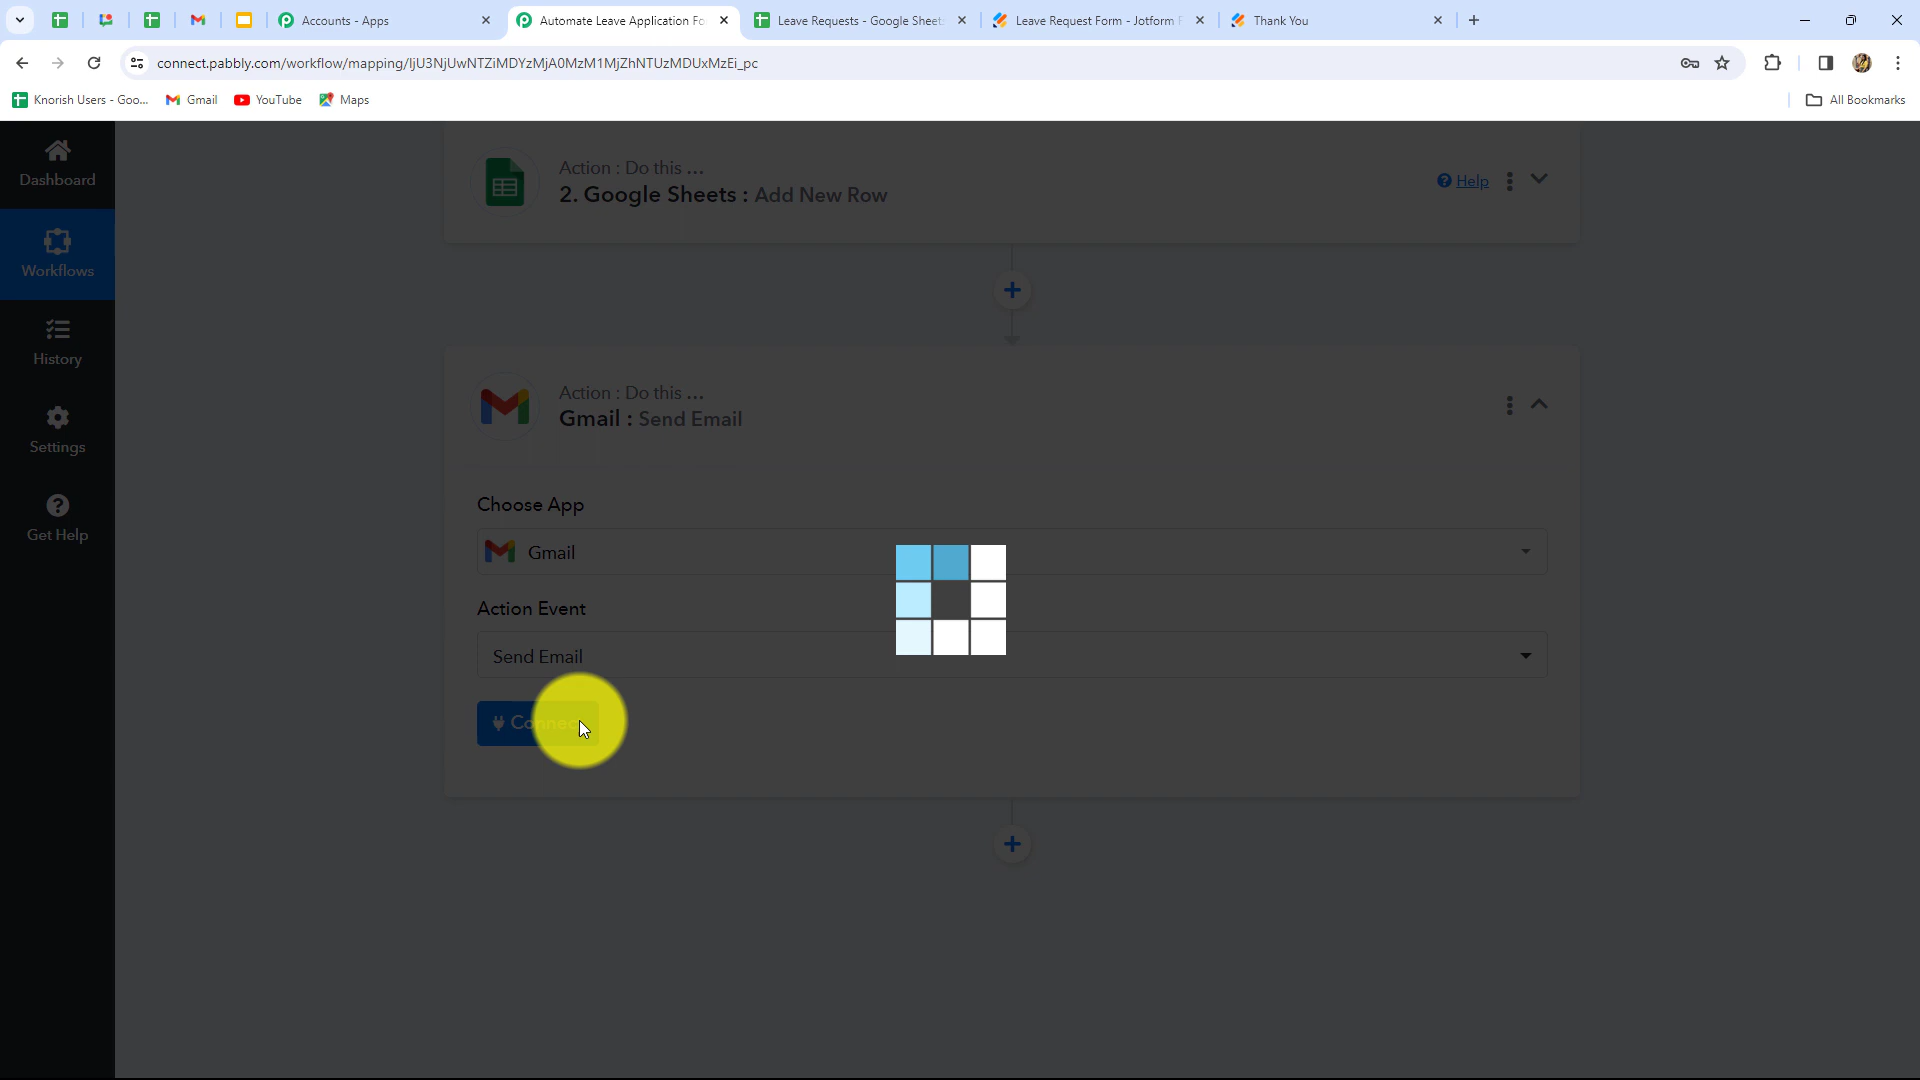 Accounts - Apps
Automate Leave Application Fo
Leave Requests - Google Sheet
Leave Request Form - Jotform F
Thank You
connect.pabbly.com/workflow/mapping/IjU3NjUwNTZiMDYzMjA0MzM1MjZhNTUzMDUxMzEi_pc
Knorish Users - Goo...
Gmail
YouTube
Maps
All Bookmarks
Dashboard
Workflows
History
Settings
Get Help
Action : Do this ...
2. Google Sheets : Add New Row
Help
Action : Do this ...
Gmail : Send Email
Choose App
Gmail
Action Event
Send Email
Connect